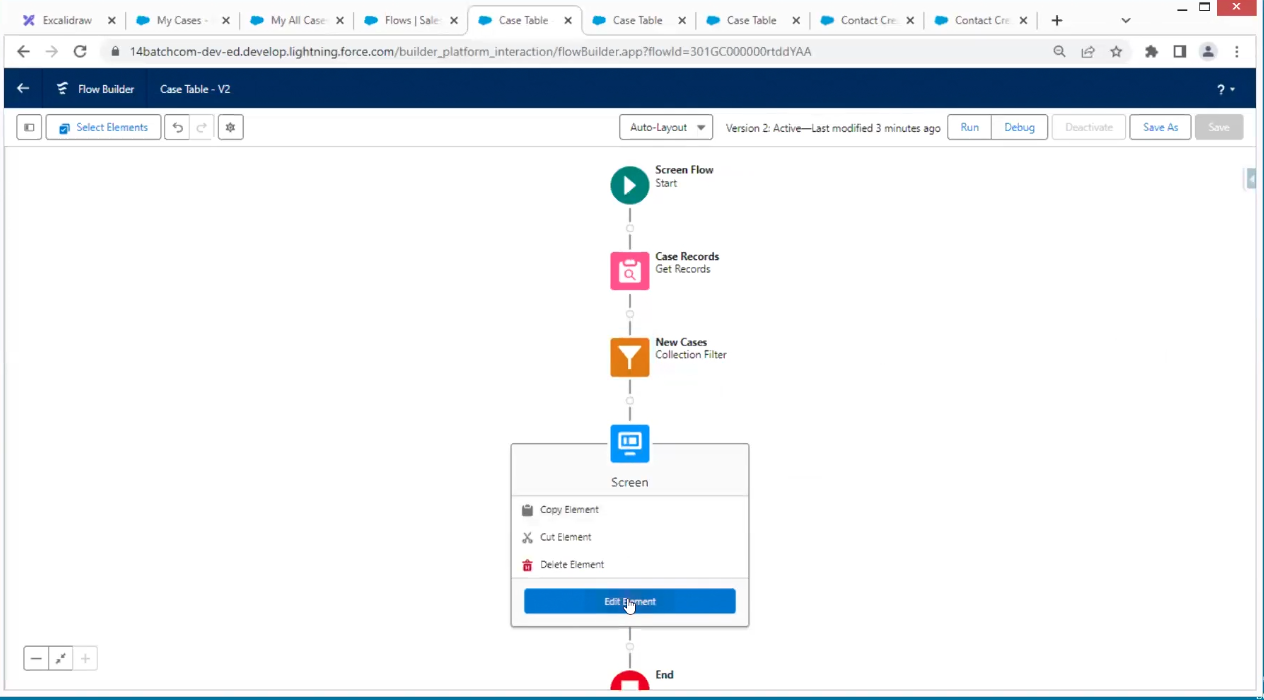 Excalidraw
My Cases -
My All Case
Flows | Sale
Case Table
Case Table
Case Table
Contact Cre
Contact Cre
14batchcom-dev-ed.develop.lightning.force.com/builder_platform_interaction/flowBuilder.app?flowId=301GC000000rtddYAA
Flow Builder
Case Table - V2
?
Select Elements
Auto-Layout
Version 2: Active—Last modified 3 minutes ago
Run
Debug
Deactivate
Save As
Save
Screen Flow
Start
Case Records
Get Records
New Cases
Collection Filter
Screen
Copy Element
Cut Element
Delete Element
Edit Element
End